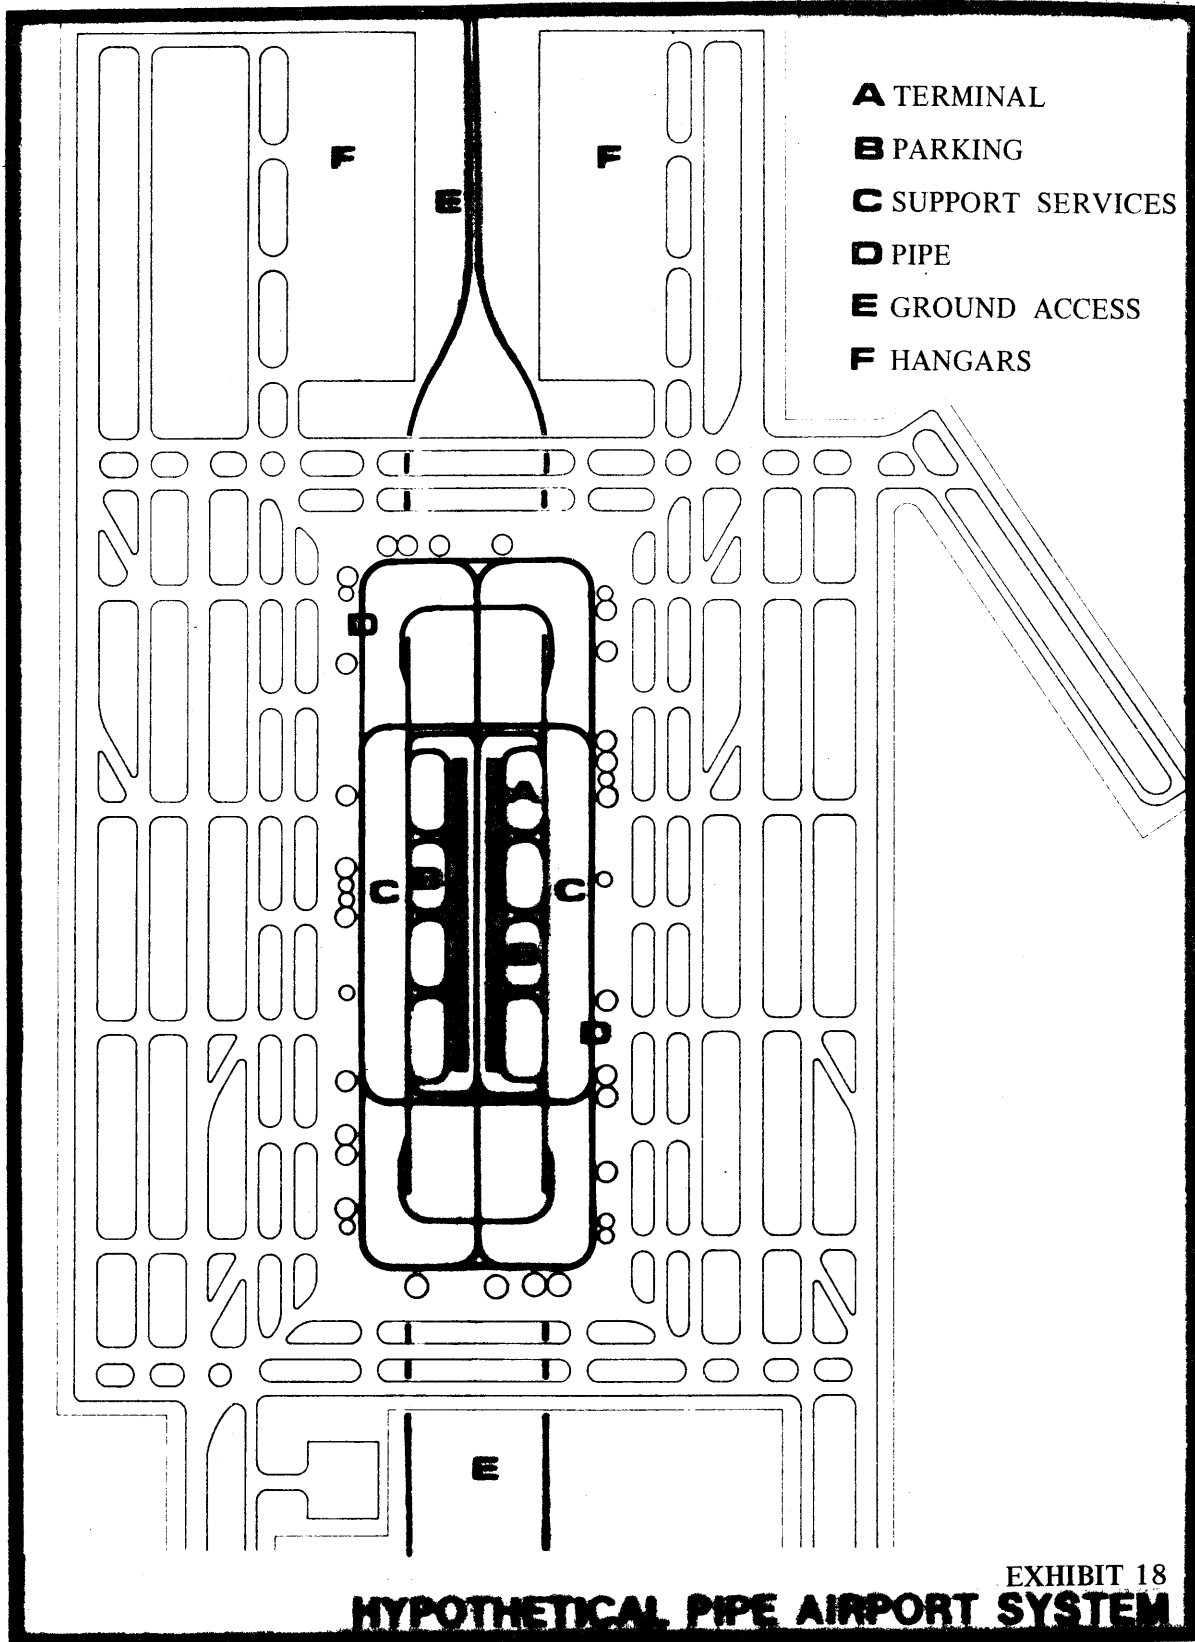 A TERMINAL
B PARKING
C SUPPORT SERVICES
D PIPE
E GROUND ACCESS
F HANGARS
F
F
E
D
A
C
B
C
B
D
E
EXHIBIT 18
HYPOTHETICAL PIPE AIRPORT SYSTEM